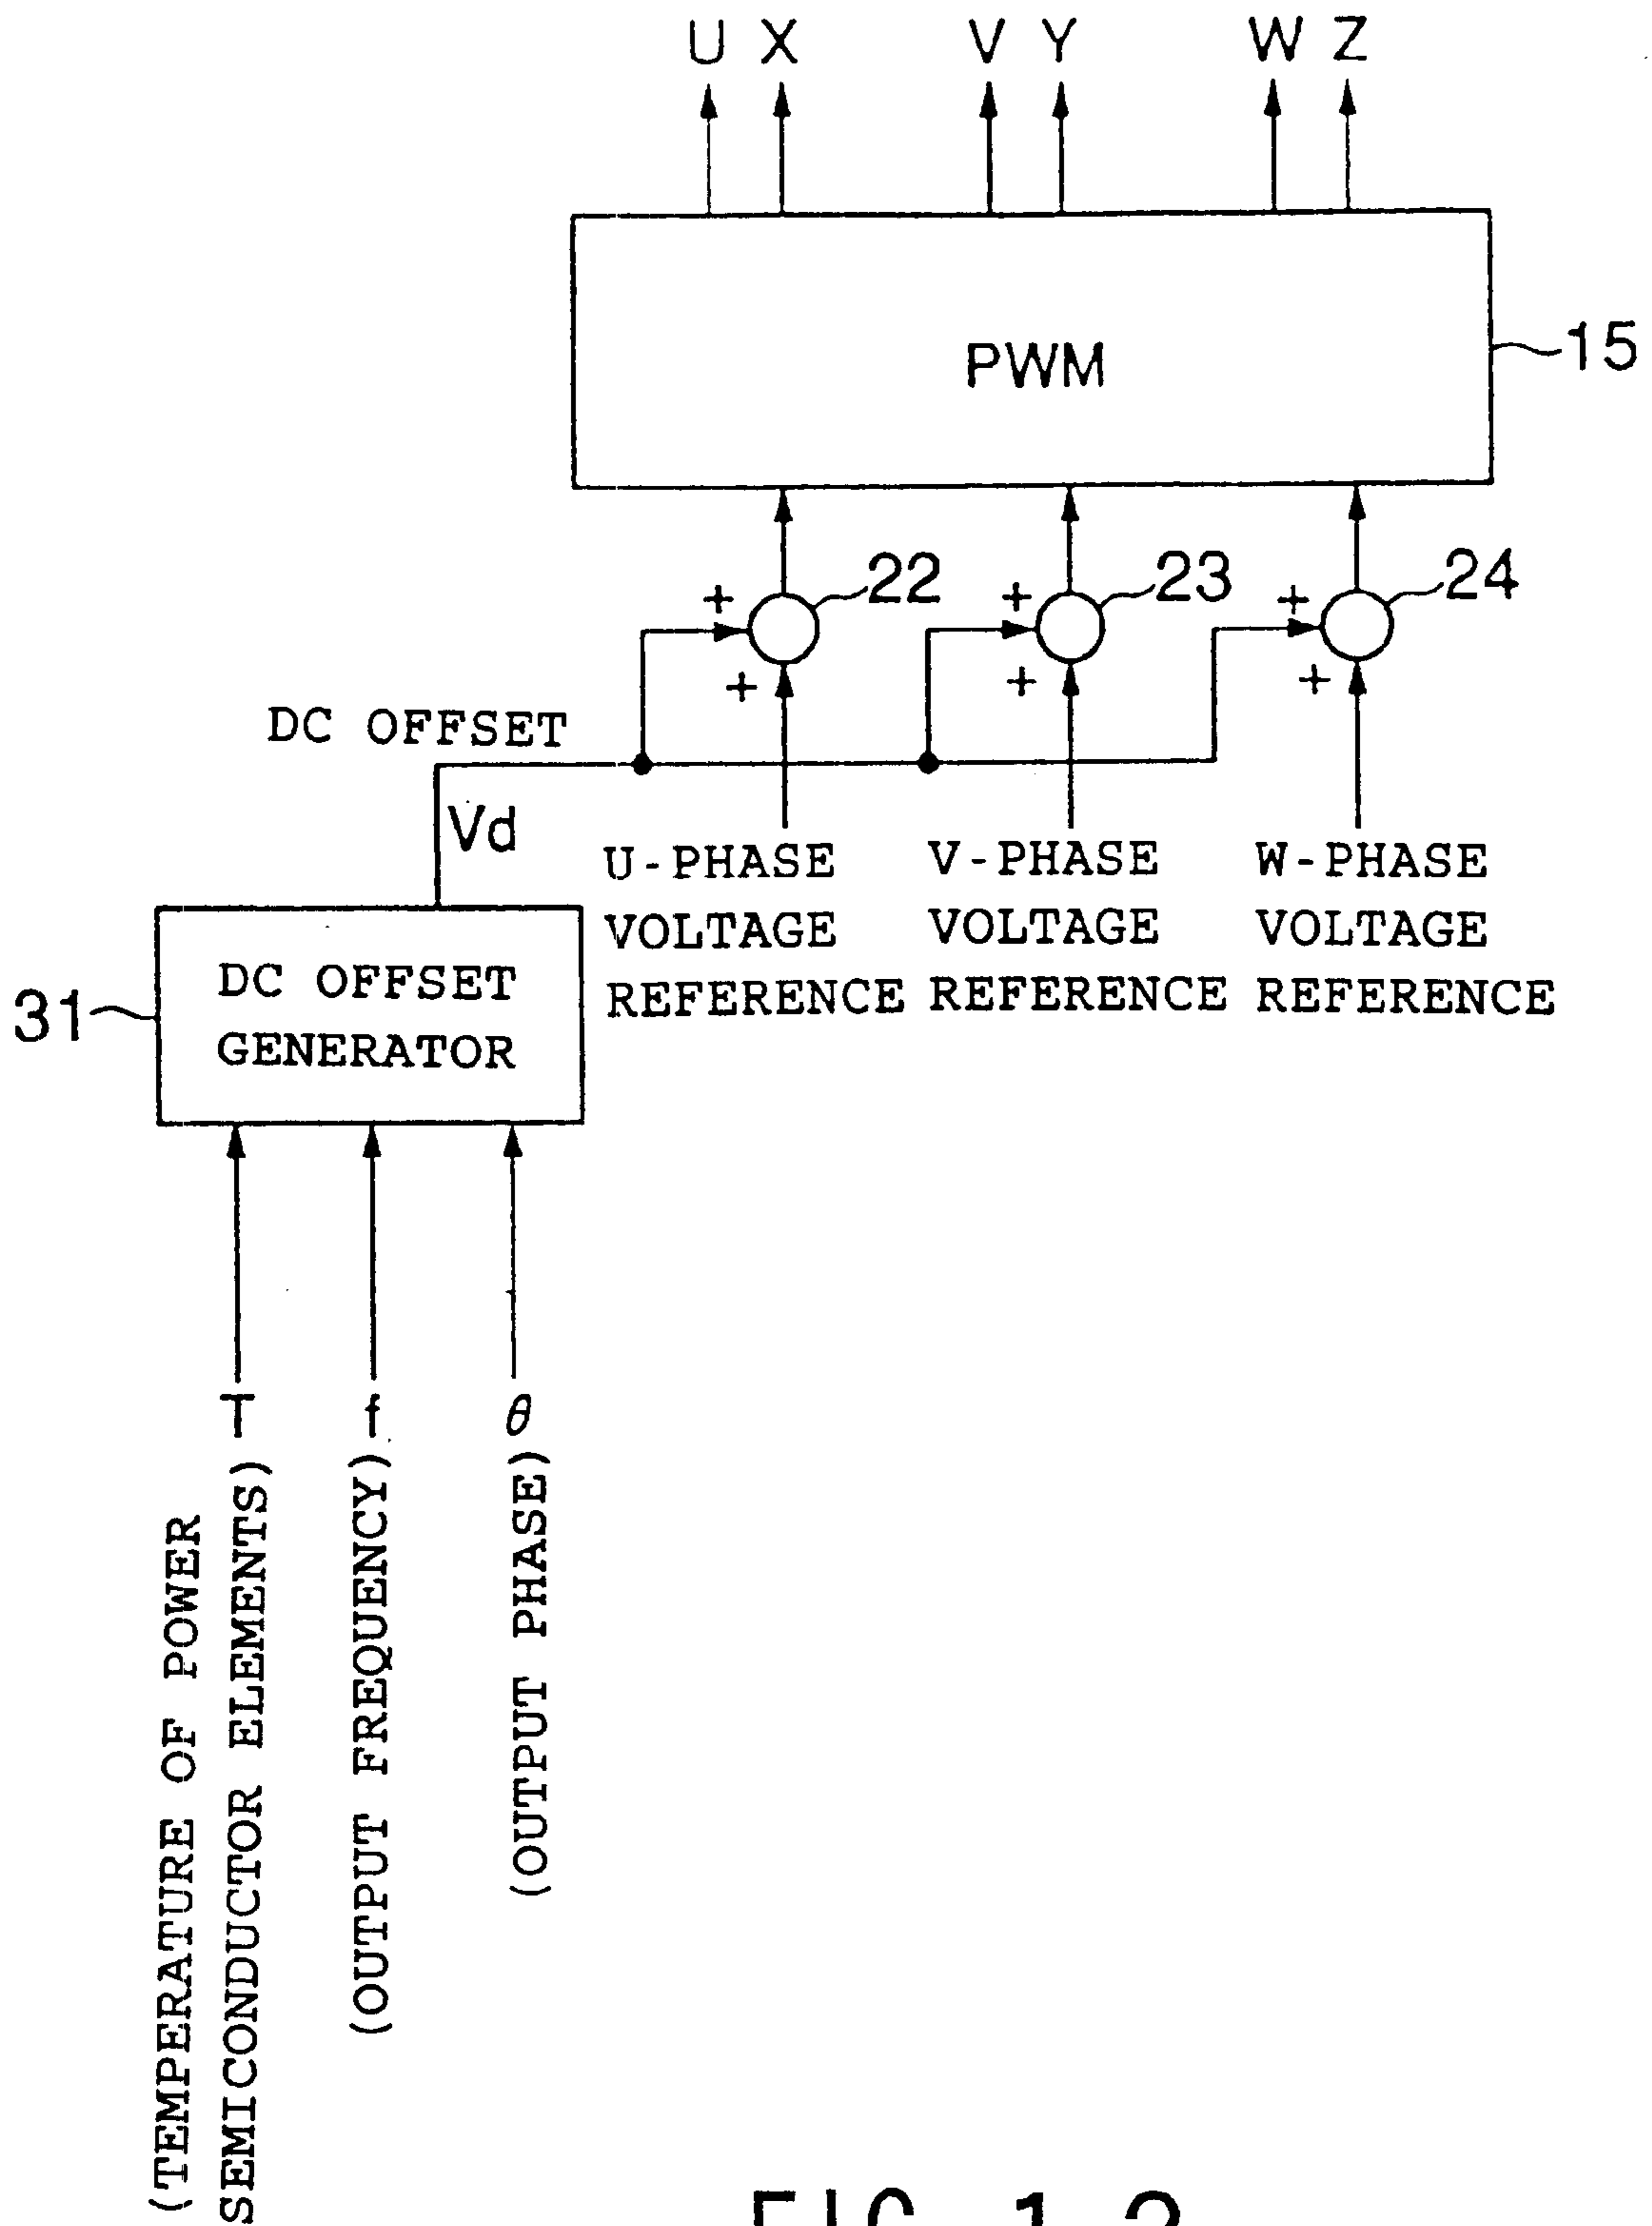 U X V Y W Z
PWM
15
+ 22 + 23 + 24
+ + +
DC OFFSET
Vd
U-PHASE VOLTAGE REFERENCE
V-PHASE VOLTAGE REFERENCE
W-PHASE VOLTAGE REFERENCE
31
DC OFFSET
GENERATOR
T
(TEMPERATURE OF POWER
SEMICONDUCTOR ELEMENTS)
f
(OUTPUT FREQUENCY)
θ
(OUTPUT PHASE)